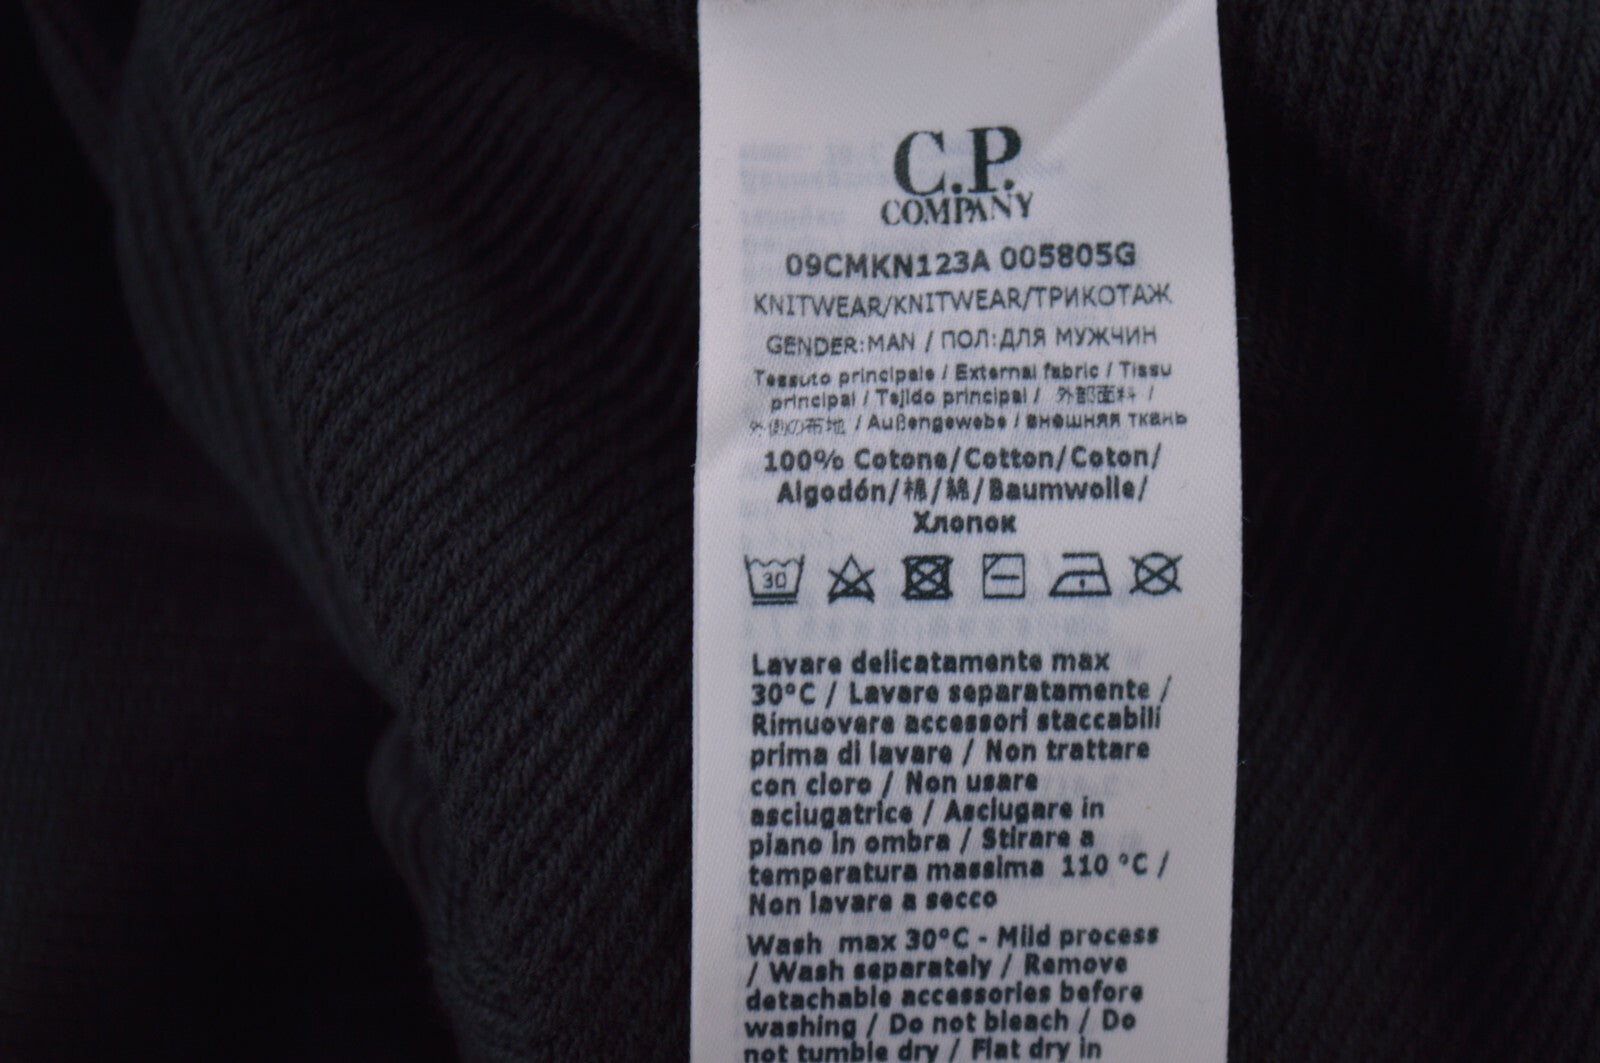 C.P.
COMPANY
09CMKN123A 005805G
KNITWEAR/KNITWEAR/ТРИКОТАЖ
GENDER:MAN / ПОЛ:ДЛЯ МУЖЧИН
Tessuto principale / External fabric / Tissu
principal / Tejido principal / 外部面料 /
外側の布地 / Außengewebe / внешняя ткань
100% Cotone/Cotton/Coton/
Algodón/棉/綿/Baumwolle/
Хлопок
30
Lavare delicatamente max
30°C / Lavare separatamente /
Rimuovere accessori staccabili
prima di lavare / Non trattare
con cloro / Non usare
asciugatrice / Asciugare in
piano in ombra / Stirare a
temperatura massima 110 °C /
Non lavare a secco
Wash max 30°C - Mild process
/ Wash separately / Remove
detachable accessories before
washing / Do not bleach / Do
not tumble dry / Flat dry in